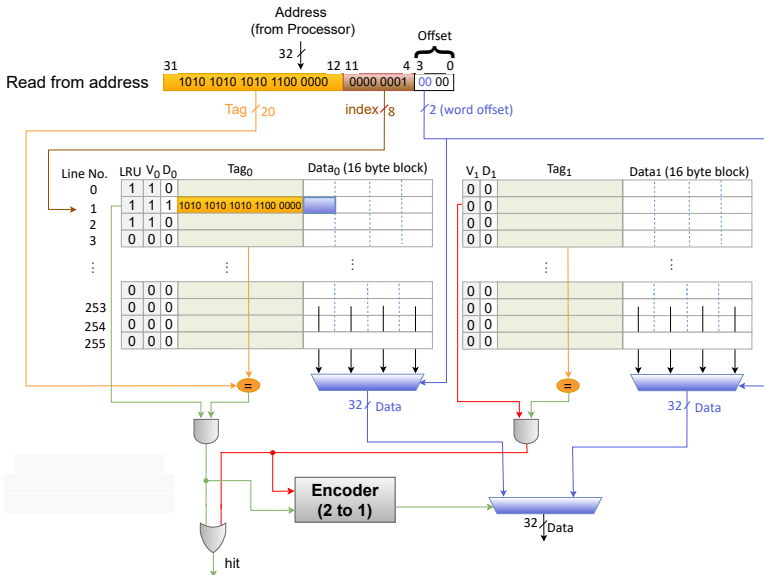 Address
(from Processor)
Offset
32
31 12 11 4 3 0
Read from address 1010 1010 1010 1100 0000 0000 0001 00 00
Tag 20 index 8 2 (word offset)
Line No. LRU V0 D0 Tag0 Data0 (16 byte block) V1 D1 Tag1 Data1 (16 byte block)
0 1 1 0 0 0
1 1 1 1 1010 1010 1010 1100 0000 0 0
2 1 1 0 0 0
3 0 0 0 0 0
⋮ ⋮ ⋮ ⋮ ⋮
0 0 0 0 0
253 0 0 0 0 0
254 0 0 0 0 0
255 0 0 0 0 0
= =
32 Data 32 Data
Encoder
(2 to 1)
32 Data
hit